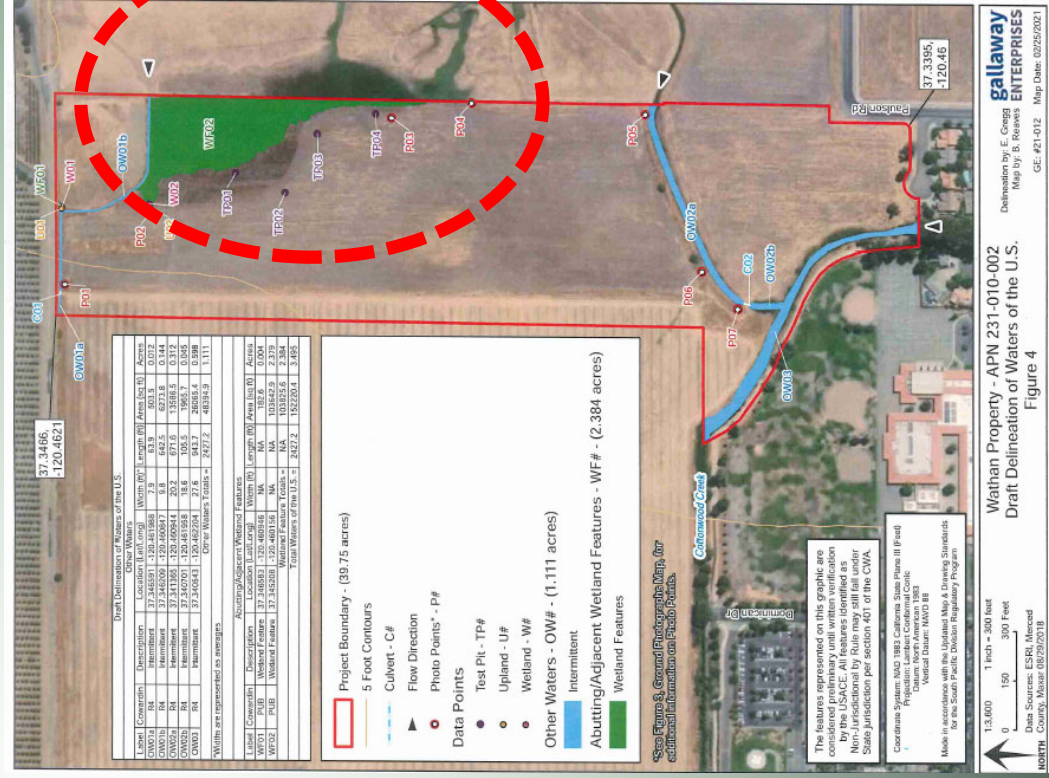 37.3466,
-120.4621
Draft Delineation of Waters of the U.S.
Other Waters
Label Cowardin Description Location (Lat/Long) Width (ft) Length (ft) Area (sq ft) Acres
OW01a R4 Intermittent 37.346591 -120.461988 7.9 63.9 503.5 0.012
OW01b R4 Intermittent 37.346209 -120.460847 9.8 642.5 6273.8 0.144
OW02a R4 Intermittent 37.341365 -120.460944 20.2 671.6 13586.5 0.312
OW02b R4 Intermittent 37.340701 -120.461958 18.6 105.5 1965.7 0.045
OW03 R4 Intermittent 37.340643 -120.462204 27.6 943.7 26065.4 0.598
*Widths are represented as averages Other Waters Totals = 2427.2 48394.9 1.111
Abutting/Adjacent Wetland Features
Label Cowardin Description Location (Lat/Long) Width (ft) Length (ft) Area (sq ft) Acres
WF01 PUB Wetland Feature 37.346583 -120.460946 NA NA 182.6 0.004
WF02 PUB Wetland Feature 37.345208 -120.460156 NA NA 103642.9 2.379
Wetland Feature Totals = NA 103825.6 2.384
Total Waters of the U.S. = 2427.2 152220.4 3.495
Project Boundary - (39.75 acres)
5 Foot Contours
Culvert - C#
Flow Direction
Photo Points* - P#
Data Points
Test Pit - TP#
Upland - U#
Wetland - W#
Other Waters - OW# - (1.111 acres)
Intermittent
Abutting/Adjacent Wetland Features - WF# - (2.384 acres)
Wetland Features
*See Figure 3, Ground Photographs Map, for
additional information on Photo Points.
OW01a
C01
P01
U01
WF01
W01
OW01b
P02
W02
WF02
TP01
TP02
TP03
TP04
P03
P04
P05
OW02a
P06
P07
C02
OW02b
OW03
Cottonwood Creek
Dominican Dr
Paulson Rd
37.3395,
-120.46
The features represented on this graphic are
considered preliminary until written verification
by the USACE. All features identified as
Non-Jurisdictional by Rule may still fall under
State jurisdiction per section 401 of the CWA.
Coordinate System: NAD 1983 California State Plane III (Feet)
Projection: Lambert Conformal Conic
Datum: North American 1983
Vertical Datum: NAVD 88
Made in accordance with the Updated Map & Drawing Standards
for the South Pacific Division Regulatory Program
NORTH
1:3,600 1 inch = 300 feet
0 150 300 Feet
Data Sources: ESRI, Merced
County, Maxar 08/29/2018
Wathan Property - APN 231-010-002
Draft Delineation of Waters of the U.S.
Figure 4
Delineation by: E. Gregg
Map by: B. Reaves
gallaway
ENTERPRISES
GE: #21-012 Map Date: 02/25/2021